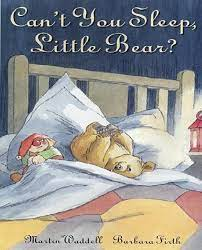 Can't You Sleep,
Little Bear?
Martin Waddell Barbara Firth